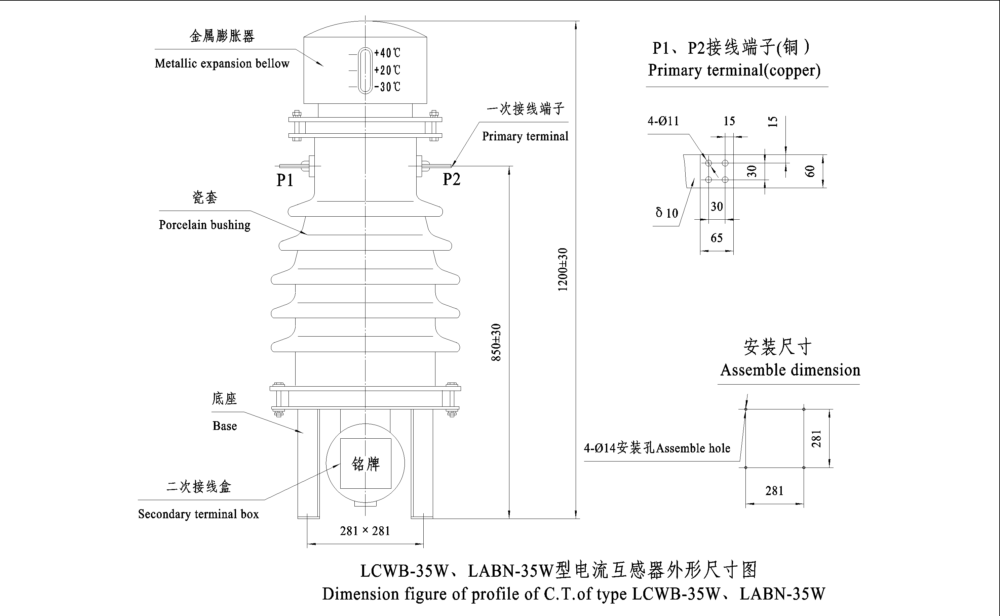 金属膨胀器
Metallic expansion bellow
+40℃
+20℃
-30℃
一次接线端子
Primary terminal
P1
P2
瓷套
Porcelain bushing
1200±30
850±30
底座
Base
铭牌
二次接线盒
Secondary terminal box
281×281
P1、P2接线端子(铜)
Primary terminal(copper)
4-Ø11
15
15
30
60
δ10
30
65
安装尺寸
Assemble dimension
4-Ø14安装孔Assemble hole
281
281
LCWB-35W、LABN-35W型电流互感器外形尺寸图
Dimension figure of profile of C.T.of type LCWB-35W、LABN-35W